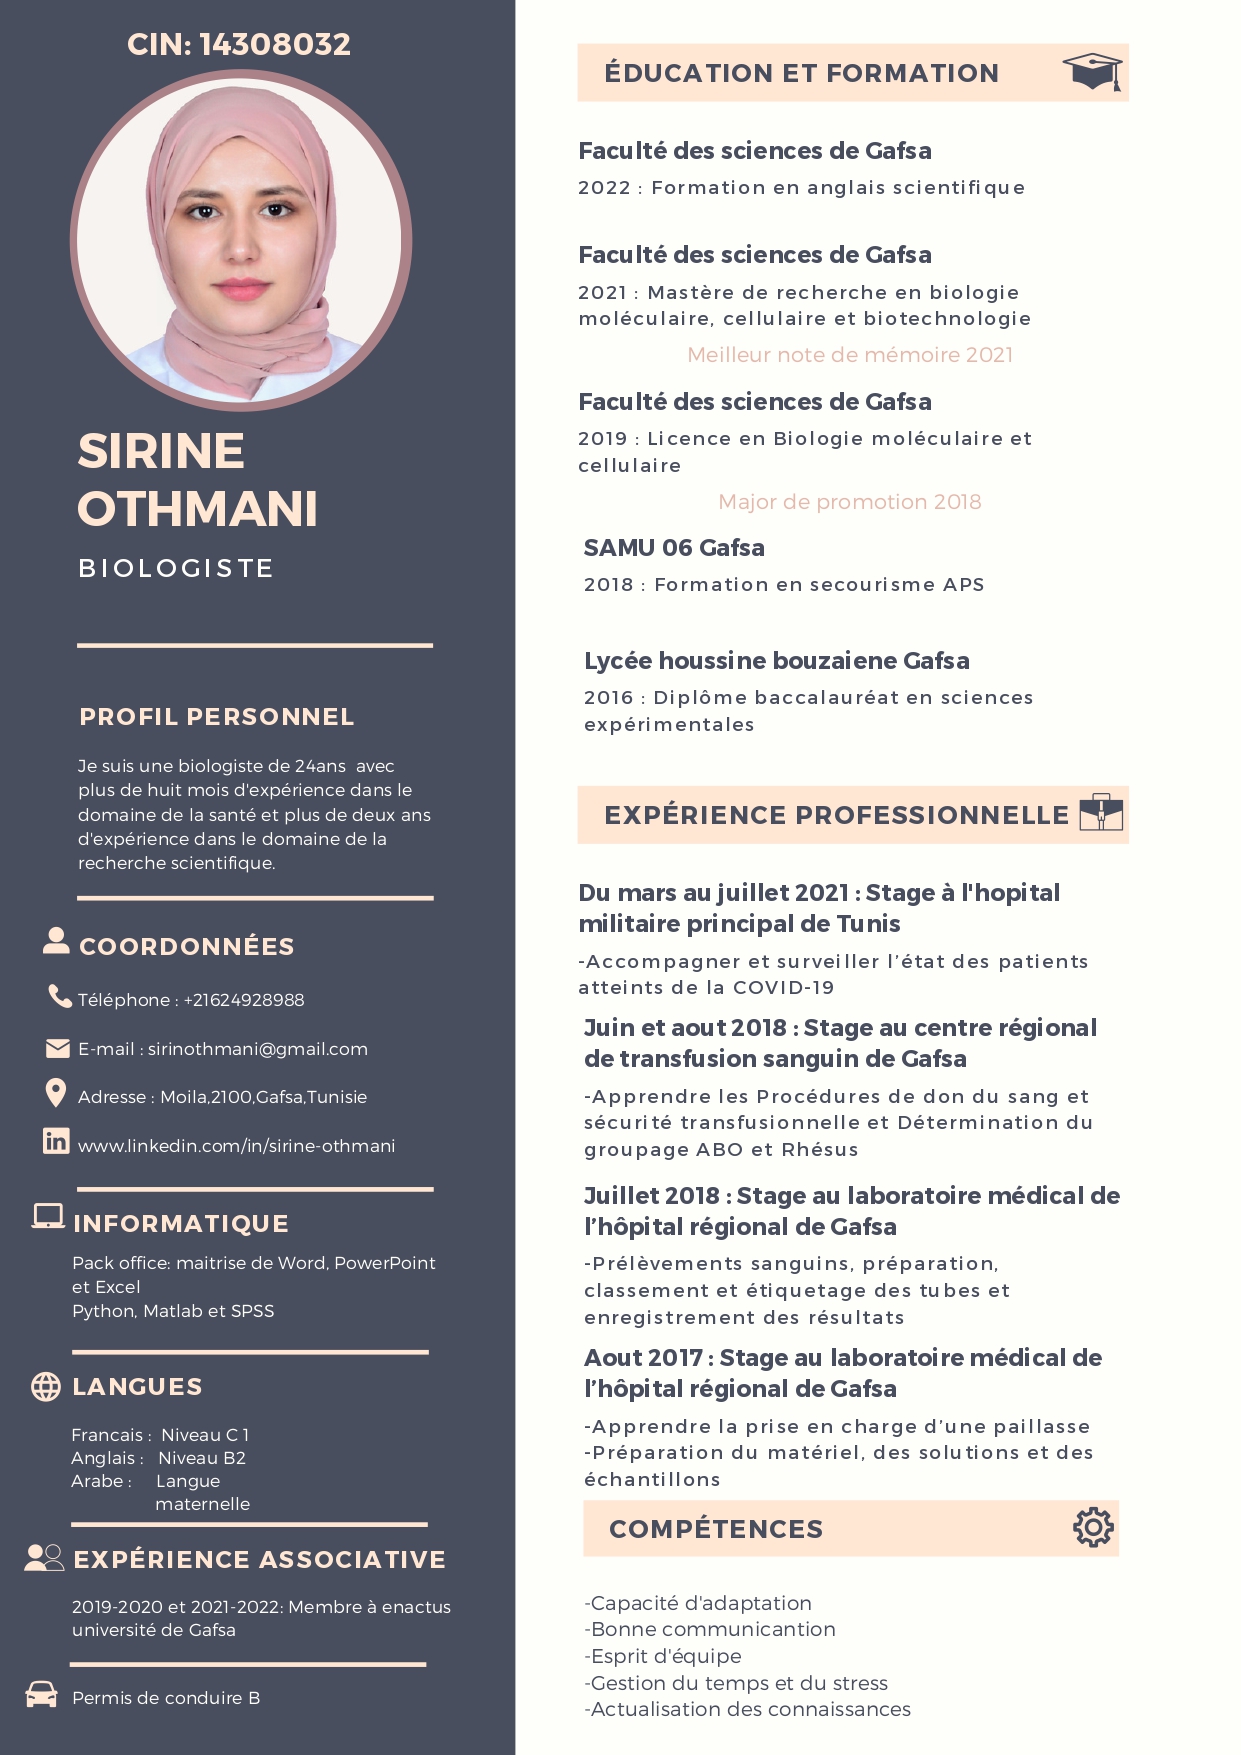 CIN: 14308032
SIRINE
OTHMANI
BIOLOGISTE
PROFIL PERSONNEL
Je suis une biologiste de 24ans avec
plus de huit mois d'expérience dans le
domaine de la santé et plus de deux ans
d'expérience dans le domaine de la
recherche scientifique.
COORDONNÉES
Téléphone : +21624928988
E-mail : sirinothmani@gmail.com
Adresse : Moila,2100,Gafsa,Tunisie
www.linkedin.com/in/sirine-othmani
INFORMATIQUE
Pack office: maitrise de Word, PowerPoint
et Excel
Python, Matlab et SPSS
LANGUES
Francais : Niveau C 1
Anglais : Niveau B2
Arabe : Langue
maternelle
EXPÉRIENCE ASSOCIATIVE
2019-2020 et 2021-2022: Membre à enactus
université de Gafsa
Permis de conduire B
ÉDUCATION ET FORMATION
Faculté des sciences de Gafsa
2022 : Formation en anglais scientifique
Faculté des sciences de Gafsa
2021 : Mastère de recherche en biologie
moléculaire, cellulaire et biotechnologie
Meilleur note de mémoire 2021
Faculté des sciences de Gafsa
2019 : Licence en Biologie moléculaire et
cellulaire
Major de promotion 2018
SAMU 06 Gafsa
2018 : Formation en secourisme APS
Lycée houssine bouzaiene Gafsa
2016 : Diplôme baccalauréat en sciences
expérimentales
EXPÉRIENCE PROFESSIONNELLE
Du mars au juillet 2021 : Stage à l'hopital
militaire principal de Tunis
-Accompagner et surveiller l’état des patients
atteints de la COVID-19
Juin et aout 2018 : Stage au centre régional
de transfusion sanguin de Gafsa
-Apprendre les Procédures de don du sang et
sécurité transfusionnelle et Détermination du
groupage ABO et Rhésus
Juillet 2018 : Stage au laboratoire médical de
l’hôpital régional de Gafsa
-Prélèvements sanguins, préparation,
classement et étiquetage des tubes et
enregistrement des résultats
Aout 2017 : Stage au laboratoire médical de
l’hôpital régional de Gafsa
-Apprendre la prise en charge d’une paillasse
-Préparation du matériel, des solutions et des
échantillons
COMPÉTENCES
-Capacité d'adaptation
-Bonne communicantion
-Esprit d'équipe
-Gestion du temps et du stress
-Actualisation des connaissances